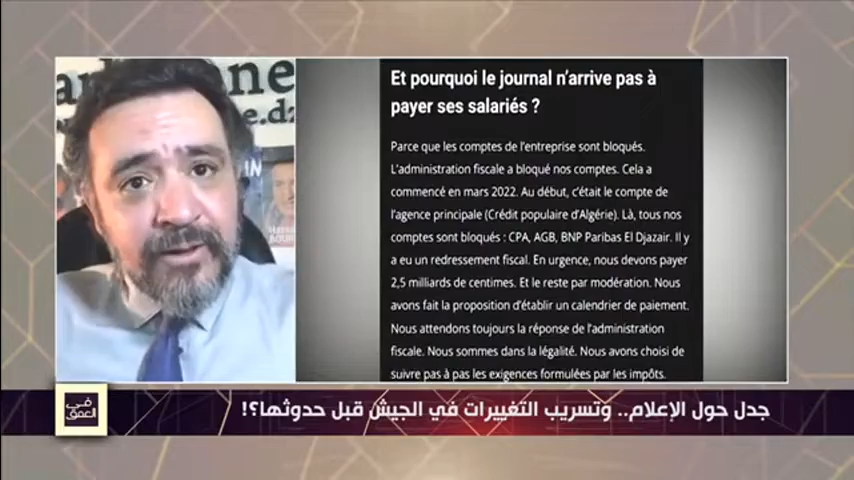 Et pourquoi le journal n’arrive pas à
payer ses salariés ?
Parce que les comptes de l’entreprise sont bloqués.
L’administration fiscale a bloqué nos comptes. Cela a
commencé en mars 2022. Au début, c’était le compte de
l’agence principale (Crédit populaire d’Algérie). Là, tous nos
comptes sont bloqués : CPA, AGB, BNP Paribas El Djazair. Il y
a eu un redressement fiscal. En urgence, nous devons payer
2,5 milliards de centimes. Et le reste par modération. Nous
avons fait la proposition d’établir un calendrier de paiement.
Nous attendons toujours la réponse de l’administration
fiscale. Nous sommes dans la légalité. Nous avons choisi de
suivre pas à pas les exigences formulées par les impôts.
في
العمق
جدل حول الإعلام.. وتسريب التغييرات في الجيش قبل حدوثها؟!